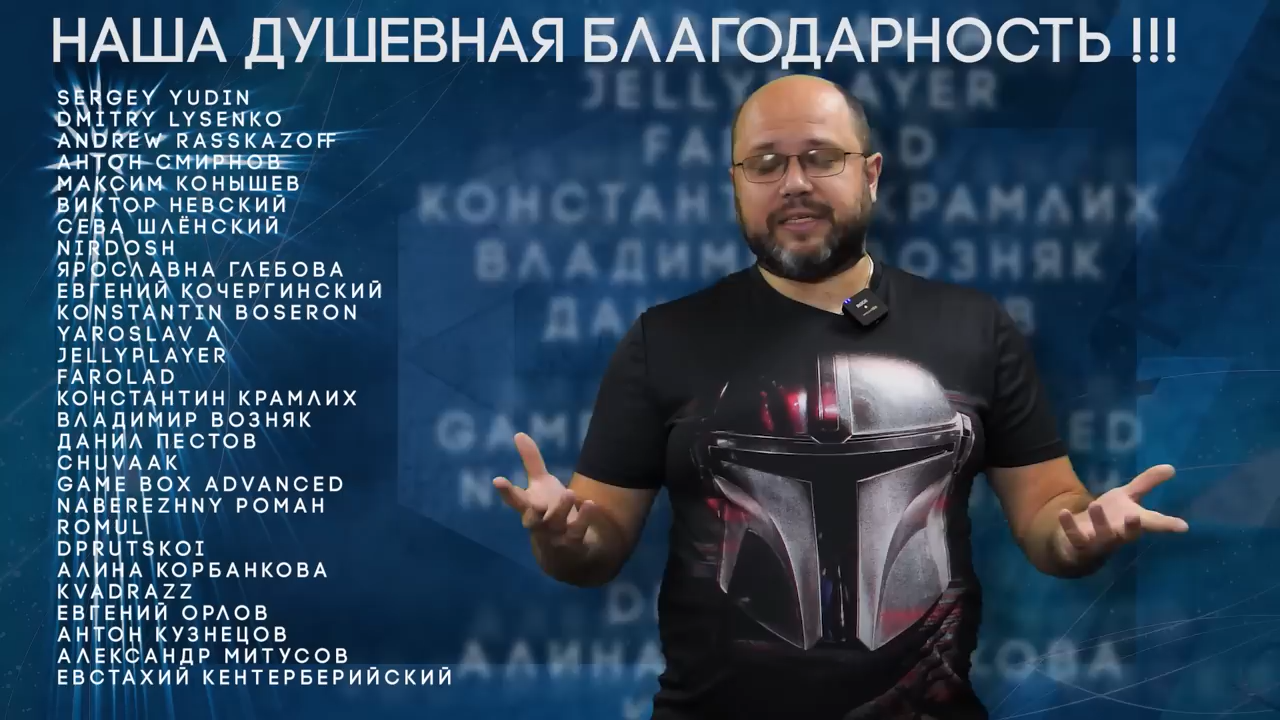 НАША ДУШЕВНАЯ БЛАГОДАРНОСТЬ !!!
SERGEY YUDIN
DMITRY LYSENKO
ANDREW RASSKAZOFF
АНТОН СМИРНОВ
МАКСИМ КОНЫШЕВ
ВИКТОР НЕВСКИЙ
СЕВА ШЛЁНСКИЙ
NIRDOSH
ЯРОСЛАВНА ГЛЕБОВА
ЕВГЕНИЙ КОЧЕРГИНСКИЙ
KONSTANTIN BOSERON
YAROSLAV A
JELLYPLAYER
FAROLAD
КОНСТАНТИН КРАМЛИХ
ВЛАДИМИР ВОЗНЯК
ДАНИЛ ПЕСТОВ
CHUVAAK
GAME BOX ADVANCED
NABEREZHNY РОМАН
ROMUL
DPRUTSKOI
АЛИНА КОРБАНКОВА
KVADRAZZ
ЕВГЕНИЙ ОРЛОВ
АНТОН КУЗНЕЦОВ
АЛЕКСАНДР МИТУСОВ
ЕВСТАХИЙ КЕНТЕРБЕРИЙСКИЙ